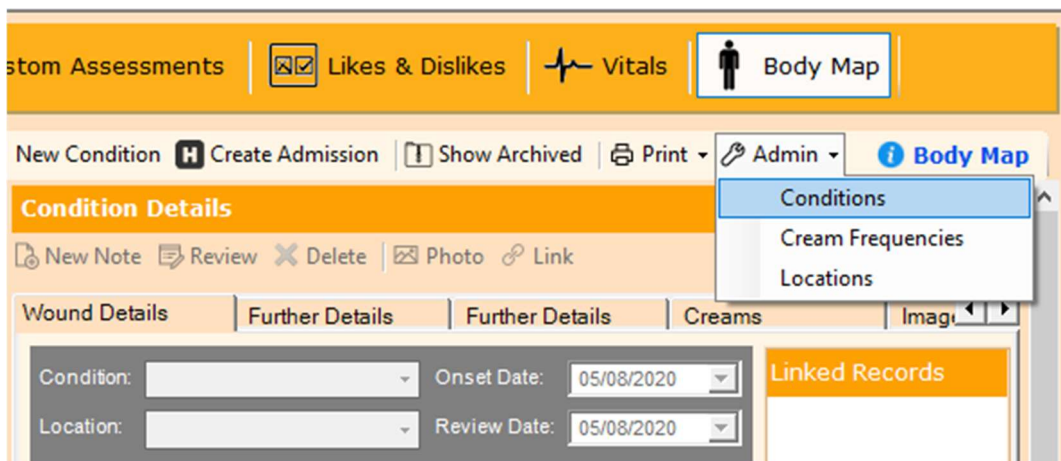 stom Assessments Likes & Dislikes Vitals Body Map
New Condition H Create Admission Show Archived Print Admin Body Map
Conditions
Cream Frequencies
Locations
Condition Details
New Note Review Delete Photo Link
Wound Details Further Details Further Details Creams Image
Condition: Onset Date: 05/08/2020 Linked Records
Location: Review Date: 05/08/2020